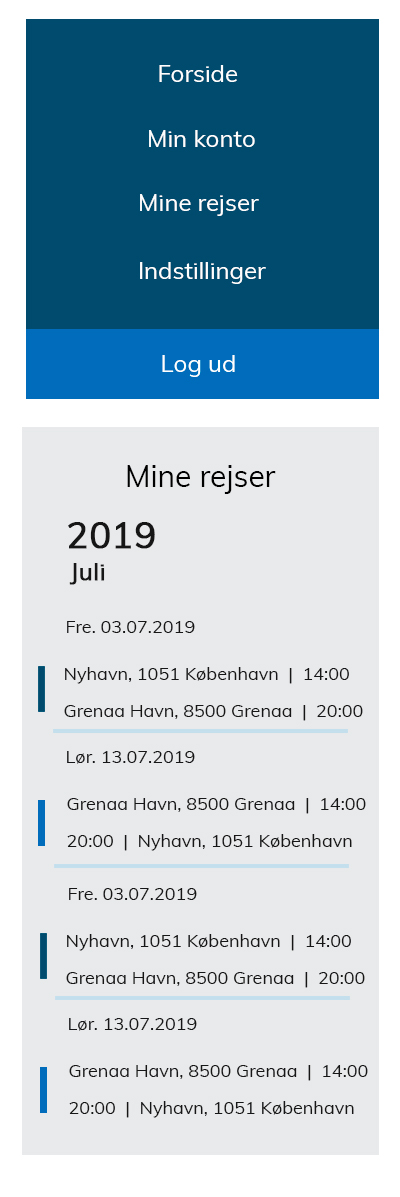 Forside
Min konto
Mine rejser
Indstillinger
Log ud
Mine rejser
2019
Juli
Fre. 03.07.2019
Nyhavn, 1051 København | 14:00
Grenaa Havn, 8500 Grenaa | 20:00
Lør. 13.07.2019
Grenaa Havn, 8500 Grenaa | 14:00
20:00 | Nyhavn, 1051 København
Fre. 03.07.2019
Nyhavn, 1051 København | 14:00
Grenaa Havn, 8500 Grenaa | 20:00
Lør. 13.07.2019
Grenaa Havn, 8500 Grenaa | 14:00
20:00 | Nyhavn, 1051 København